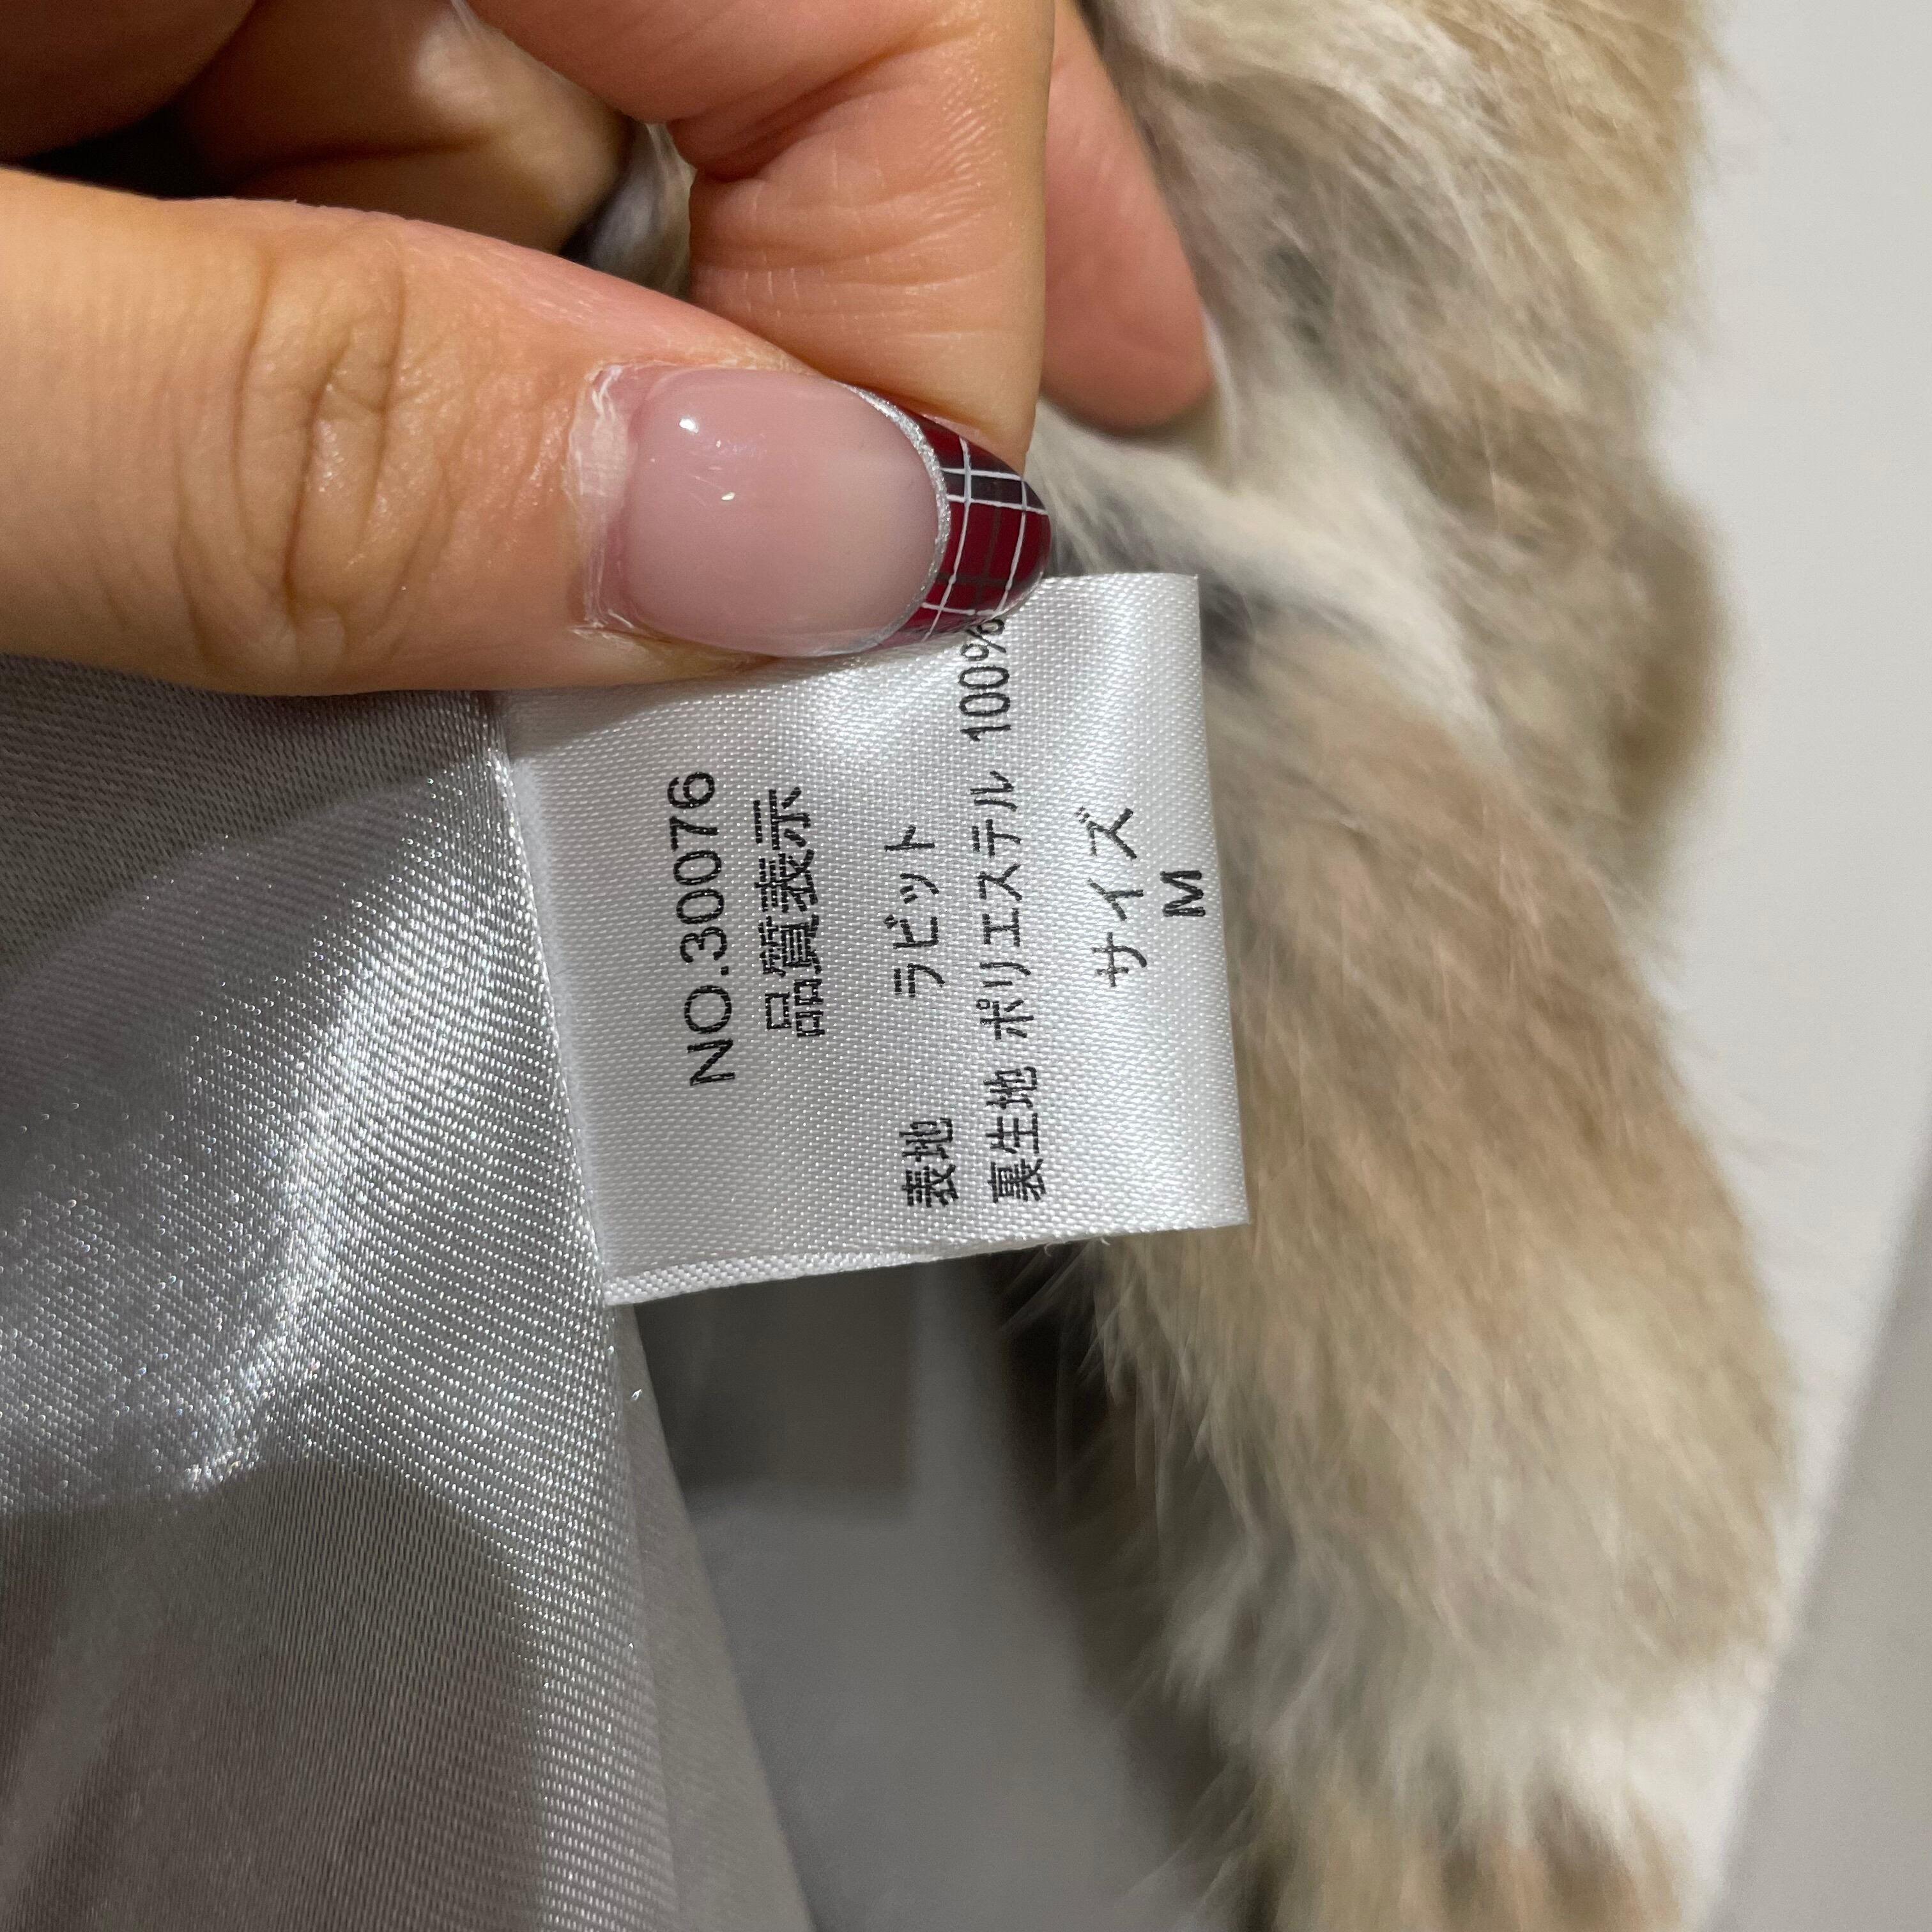 NO.30076
品質表示
表地 ラビット
裏生地 ポリエステル 100%
サイズ
M